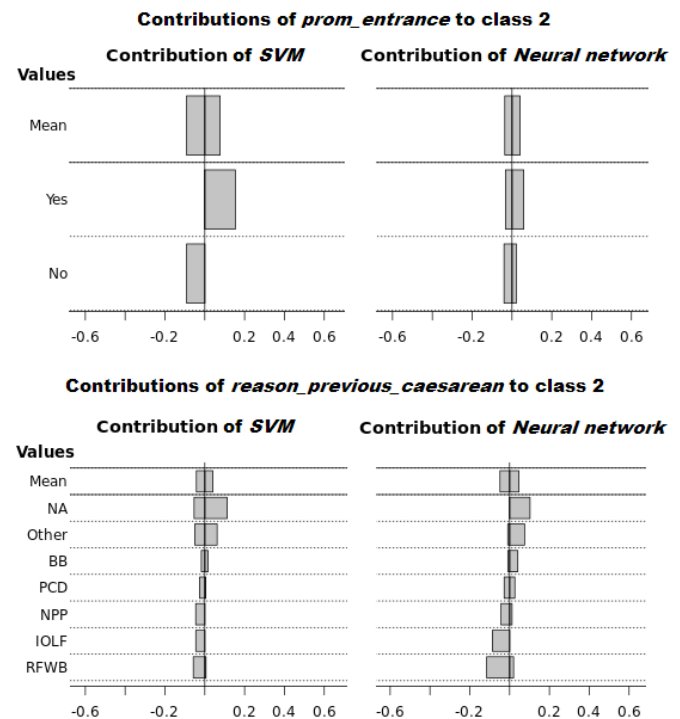 Contributions of prom_entrance to class 2
Contribution of SVM Contribution of Neural network
Values
Mean
Yes
No
-0.6 -0.2 0.2 0.4 0.6 -0.6 -0.2 0.2 0.4 0.6
Contributions of reason_previous_caesarean to class 2
Contribution of SVM Contribution of Neural network
Values
Mean
NA
Other
BB
PCD
NPP
IOLF
RFWB
-0.6 -0.2 0.2 0.4 0.6 -0.6 -0.2 0.2 0.4 0.6